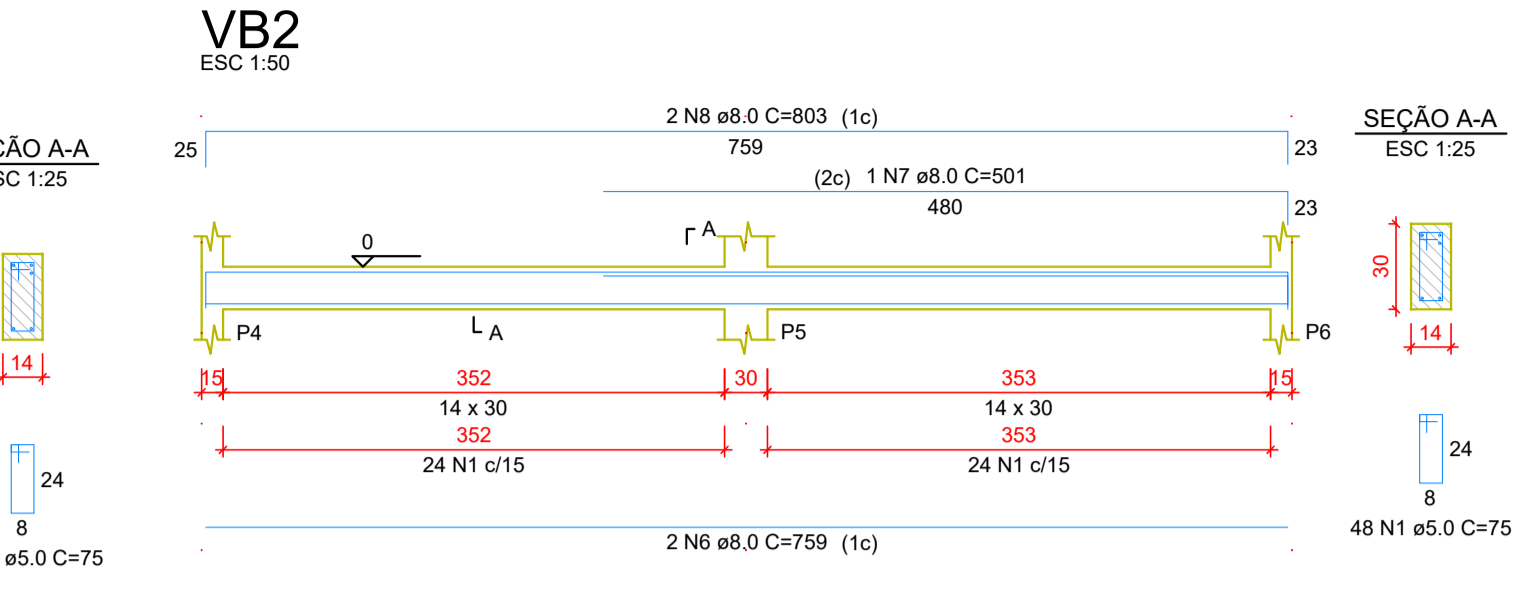 VB2
ESC 1:50
2 N8 ø8.0 C=803 (1c)
25
759
23
(2c) 1 N7 ø8.0 C=501
480
23
0
A
A
P4
P5
P6
15
352
30
353
15
14 x 30
14 x 30
352
353
24 N1 c/15
24 N1 c/15
2 N6 ø8.0 C=759 (1c)
ÇÃO A-A
SC 1:25
14
24
8
ø5.0 C=75
SEÇÃO A-A
ESC 1:25
30
14
24
8
48 N1 ø5.0 C=75